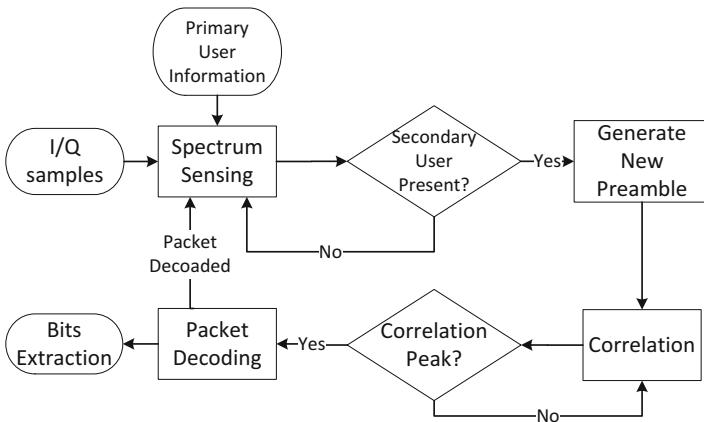 Primary
User
Information
I/Q
samples
Spectrum
Sensing
Secondary
User
Present?
Yes
Generate
New
Preamble
No
Packet
Decoaded
Bits
Extraction
Packet
Decoding
Yes
Correlation
Peak?
Correlation
No